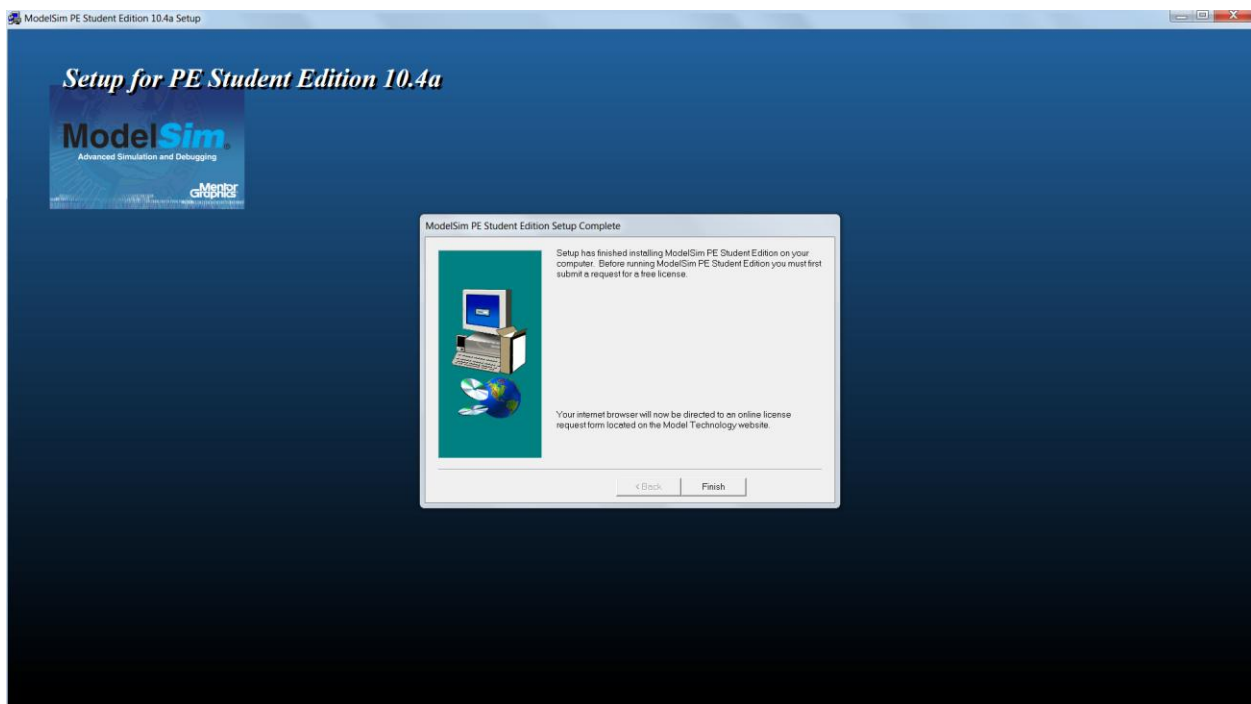 ModelSim PE Student Edition 10.4a Setup
Setup for PE Student Edition 10.4a
ModelSim®
Advanced Simulation and Debugging
Mentor
Graphics
ModelSim PE Student Edition Setup Complete
Setup has finished installing ModelSim PE Student Edition on your
computer. Before running ModelSim PE Student Edition you must first
submit a request for a free license.
Your internet browser will now be directed to an online license
request form located on the Model Technology website.
< Back
Finish